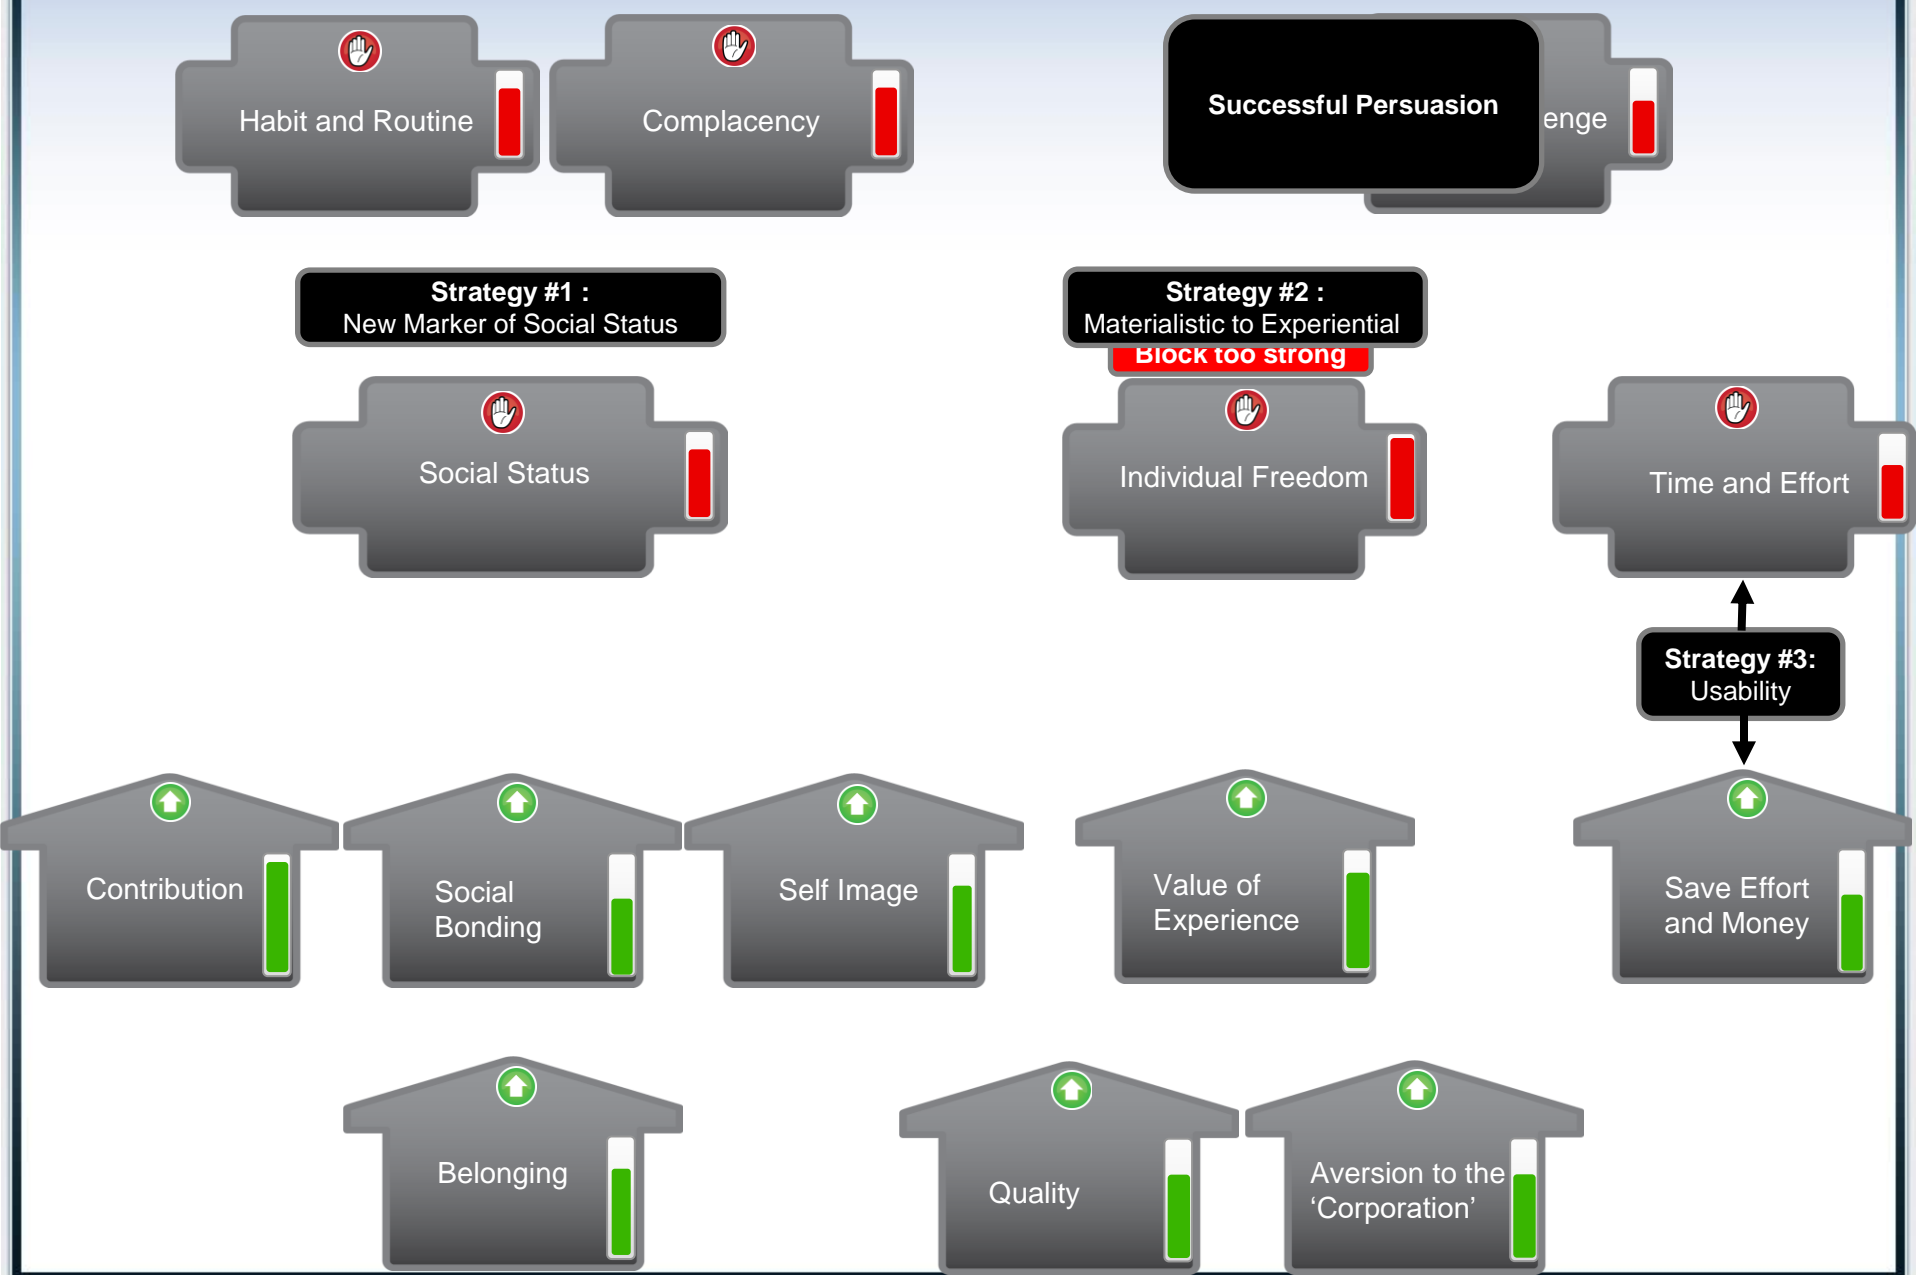 Habit and Routine
Complacency
Successful Persuasion
enge
Strategy #1 :
New Marker of Social Status
Strategy #2 :
Materialistic to Experiential
Block too strong
Social Status
Individual Freedom
Time and Effort
Strategy #3:
Usability
Contribution
Social
Bonding
Self Image
Value of
Experience
Save Effort
and Money
Belonging
Quality
Aversion to the
‘Corporation’